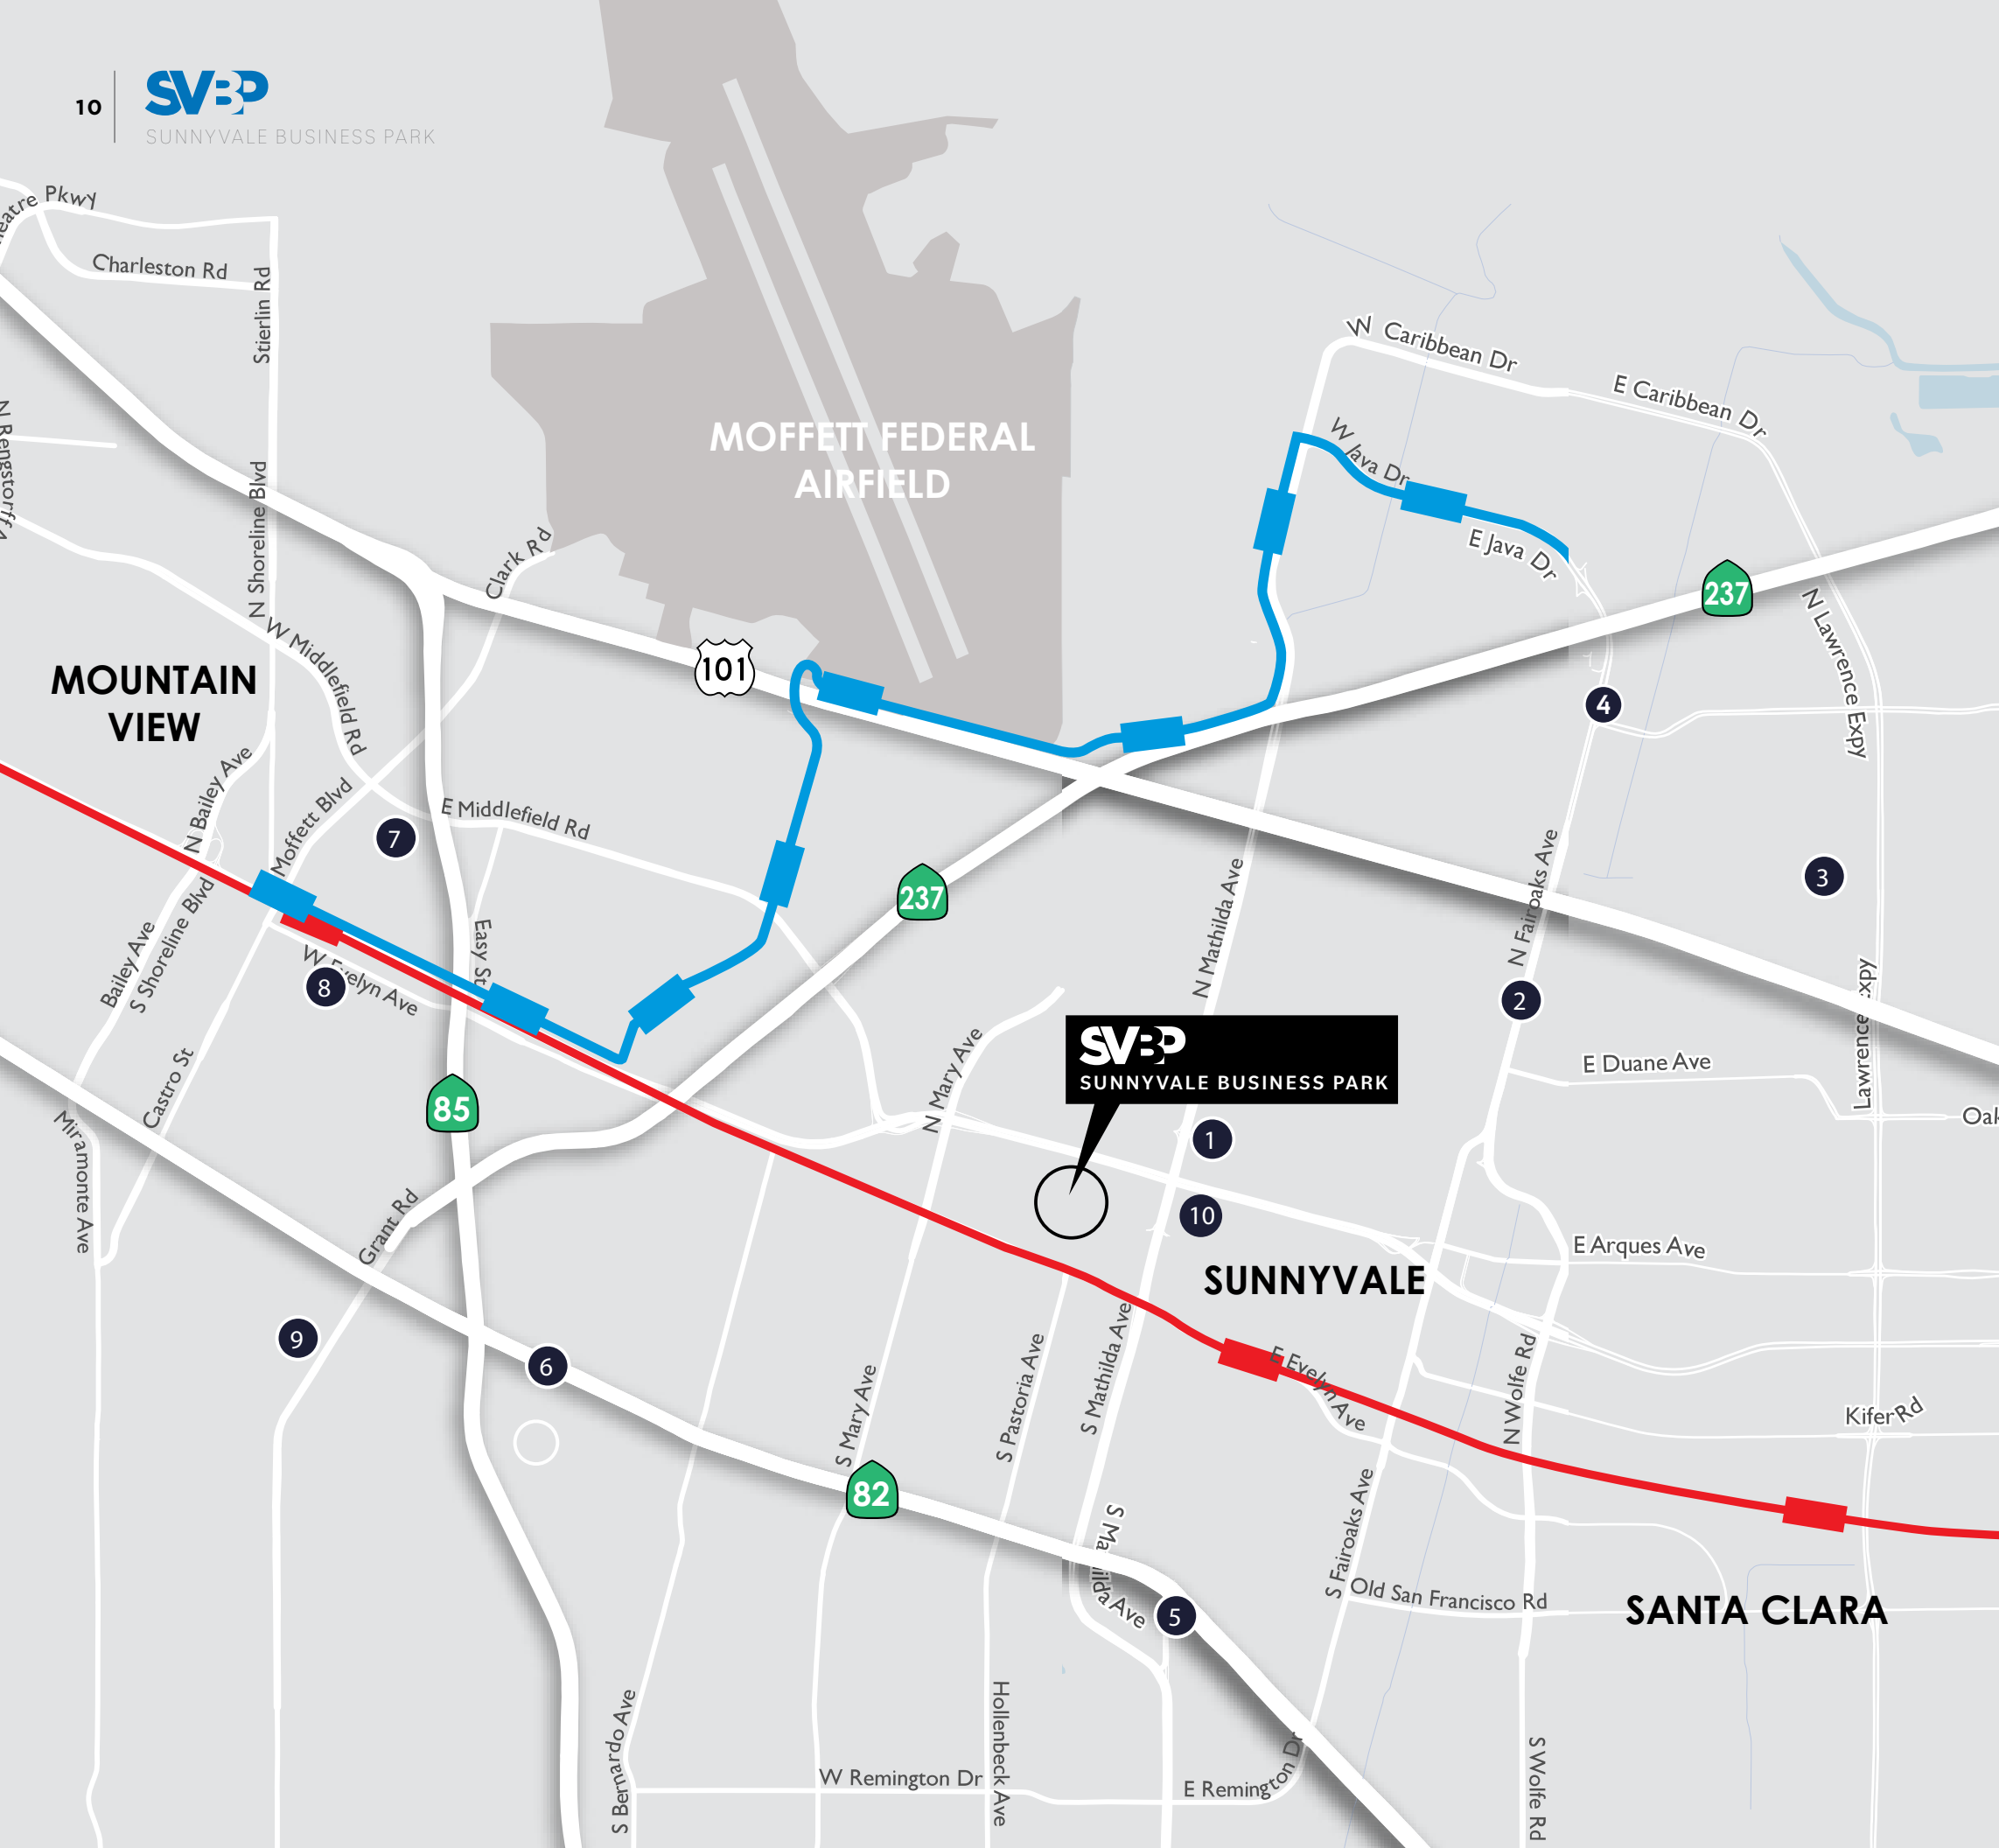 10
SVBP
SUNNYVALE BUSINESS PARK
eatre Pkwy
Charleston Rd
Stierlin Rd
W Caribbean Dr
E Caribbean Dr
N Rengstorff A
MOFFETT FEDERAL
AIRFIELD
W Java Dr
E Java Dr
N Shoreline Blvd
Clark Rd
237
N Lawrence Expy
W Middlefield Rd
101
MOUNTAIN
VIEW
4
N Bailey Ave
Moffett Blvd
7
E Middlefield Rd
237
N Mathilda Ave
N Fairoaks Ave
3
Bailey Ave
S Shoreline Blvd
W Evelyn Ave
8
Easy St
2
Lawrence Expy
SVBP
SUNNYVALE BUSINESS PARK
E Duane Ave
Oak
N Mary Ave
Castro St
85
Miramonte Ave
1
10
Grant Rd
SUNNYVALE
E Arques Ave
9
6
S Mary Ave
S Pastoria Ave
S Mathilda Ave
E Evelyn Ave
N Wolfe Rd
Kifer Rd
82
S Mathilda Ave
S Fairoaks Ave
5
Old San Francisco Rd
SANTA CLARA
S Bernardo Ave
Hollenbeck Ave
W Remington Dr
E Remington Dr
S Wolfe Rd